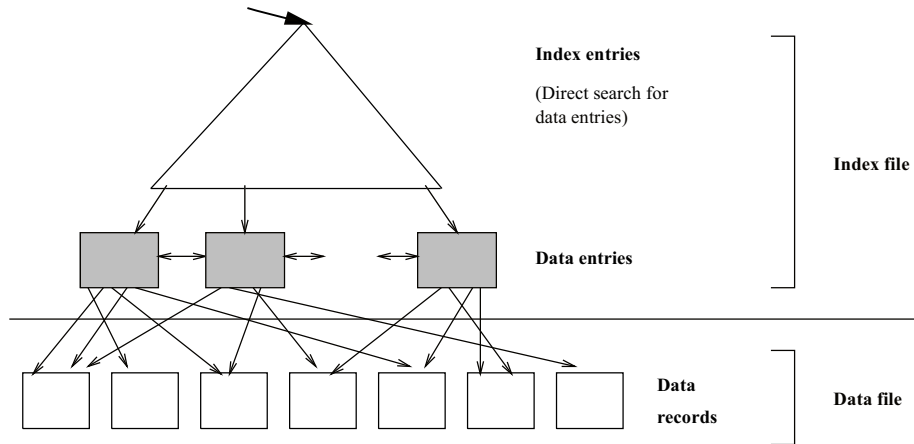 Index entries
(Direct search for
data entries)
Index file
Data entries
Data
records
Data file